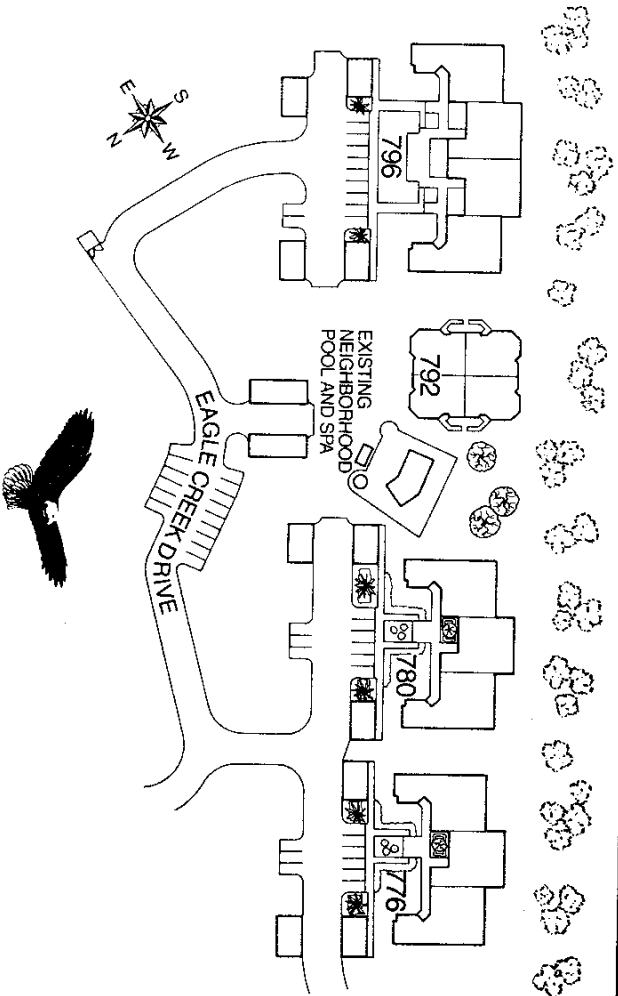 E
S
N
W
796
792
EXISTING
NEIGHBORHOOD
POOL AND SPA
EAGLE CREEK DRIVE
780
776